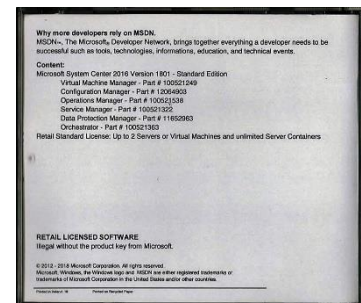 Why more developers rely on MSDN.
MSDN™, The Microsoft® Developer Network, brings together everything a developer needs to be
successful such as tools, technologies, informations, education, and technical events.
Content:
Microsoft System Center 2016 Version 1801 - Standard Edition
Virtual Machine Manager - Part # 100521249
Configuration Manager - Part # 12064903
Operations Manager - Part # 100521538
Service Manager - Part # 100521322
Data Protection Manager - Part # 11652963
Orchestrator - Part # 100521363
Retail Standard License: Up to 2 Servers or Virtual Machines and unlimited Server Containers
RETAIL LICENSED SOFTWARE
Illegal without the product key from Microsoft.
© 2012 - 2018 Microsoft Corporation. All rights reserved.
Microsoft, Windows, the Windows logo and MSDN are either registered trademarks or
trademarks of Microsoft Corporation in the United States and/or other countries.
Printed on Recycled Paper